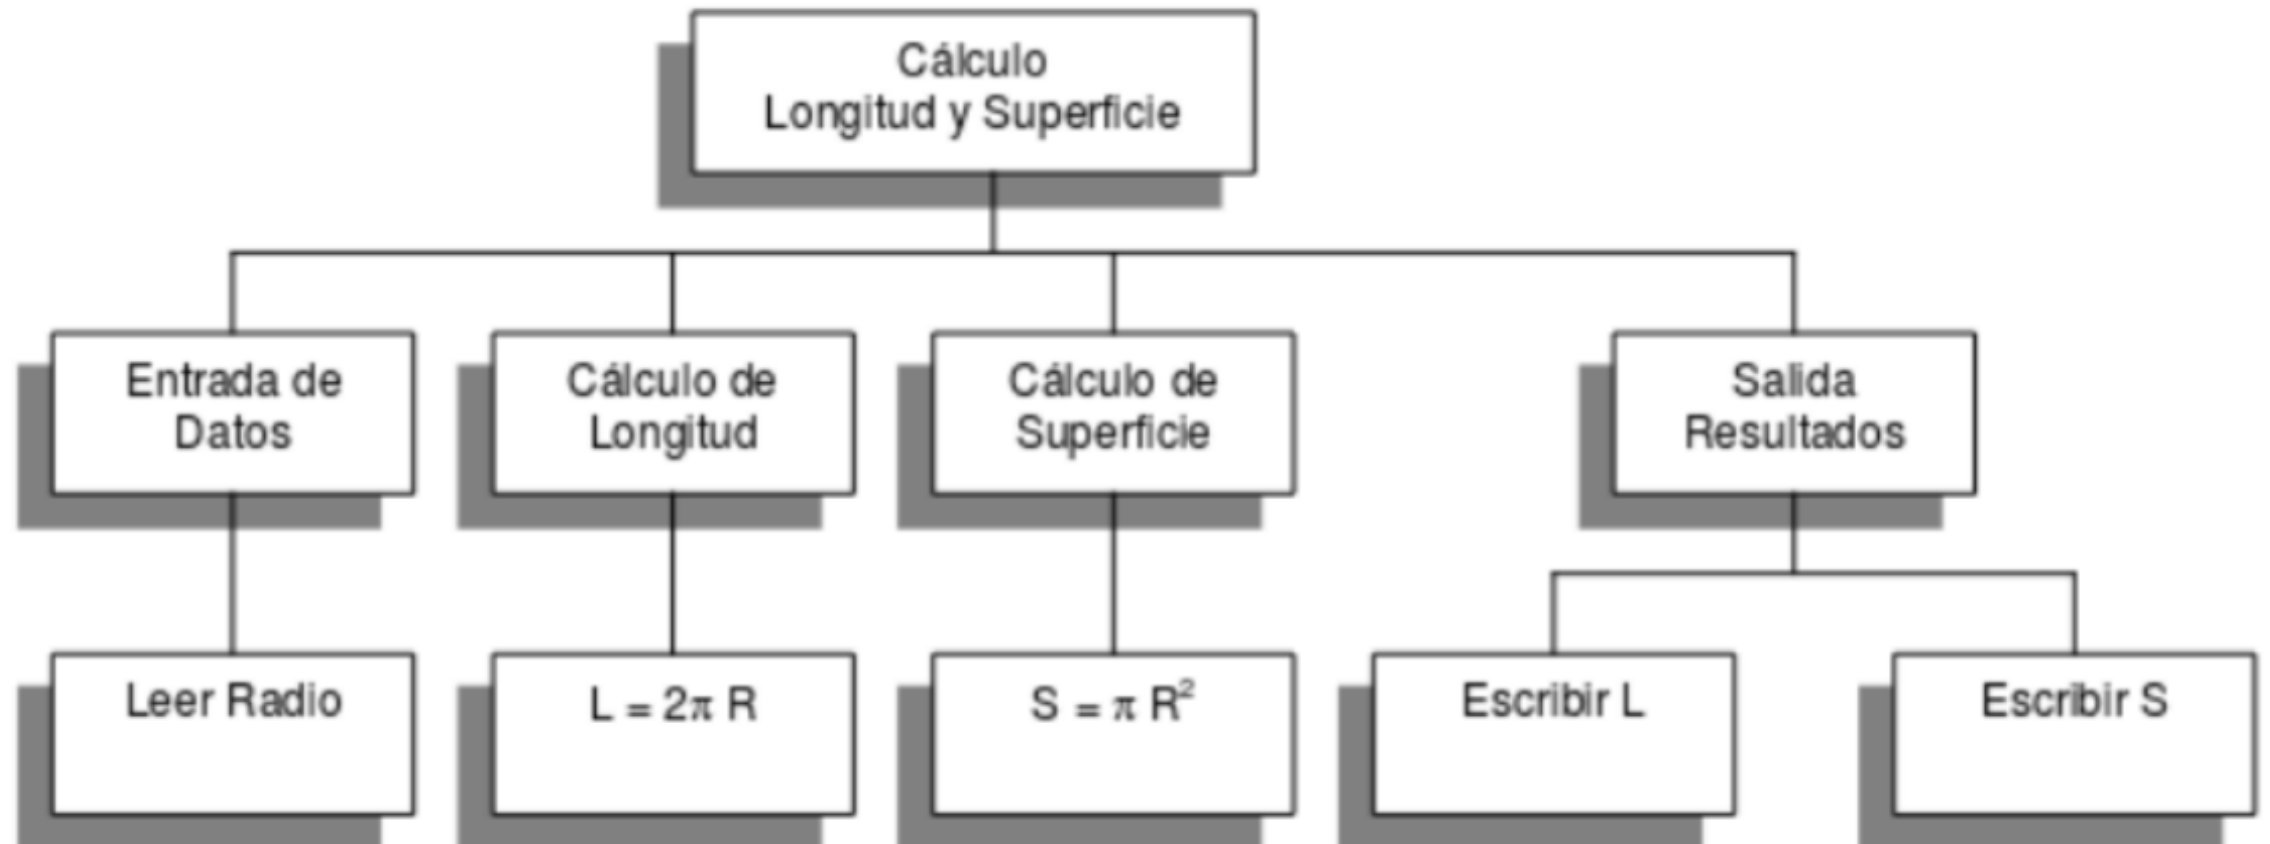 Cálculo
Longitud y Superficie
Entrada de
Datos
Cálculo de
Longitud
Cálculo de
Superficie
Salida
Resultados
Leer Radio
L = 2π R
S = π R²
Escribir L
Escribir S